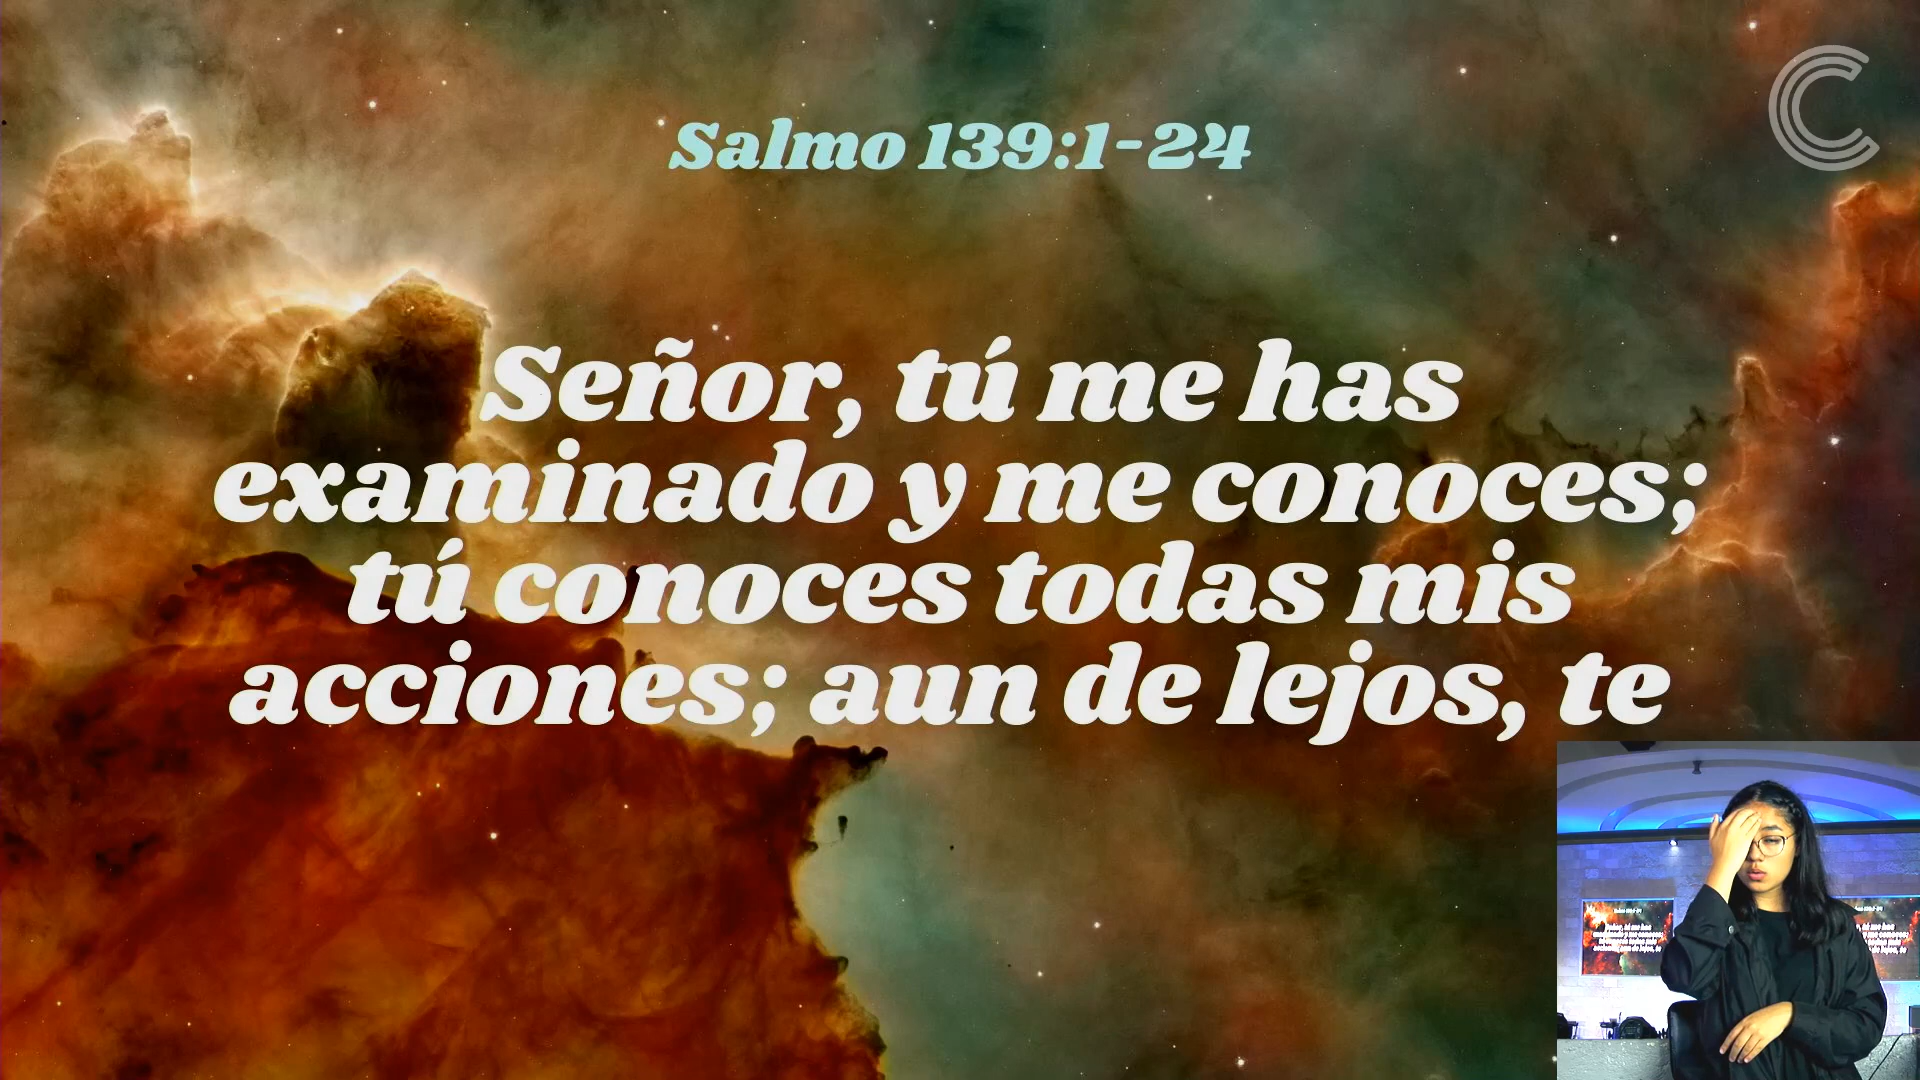 Salmo 139:1-24
Señor, tú me has
examinado y me conoces;
tú conoces todas mis
acciones; aun de lejos, te